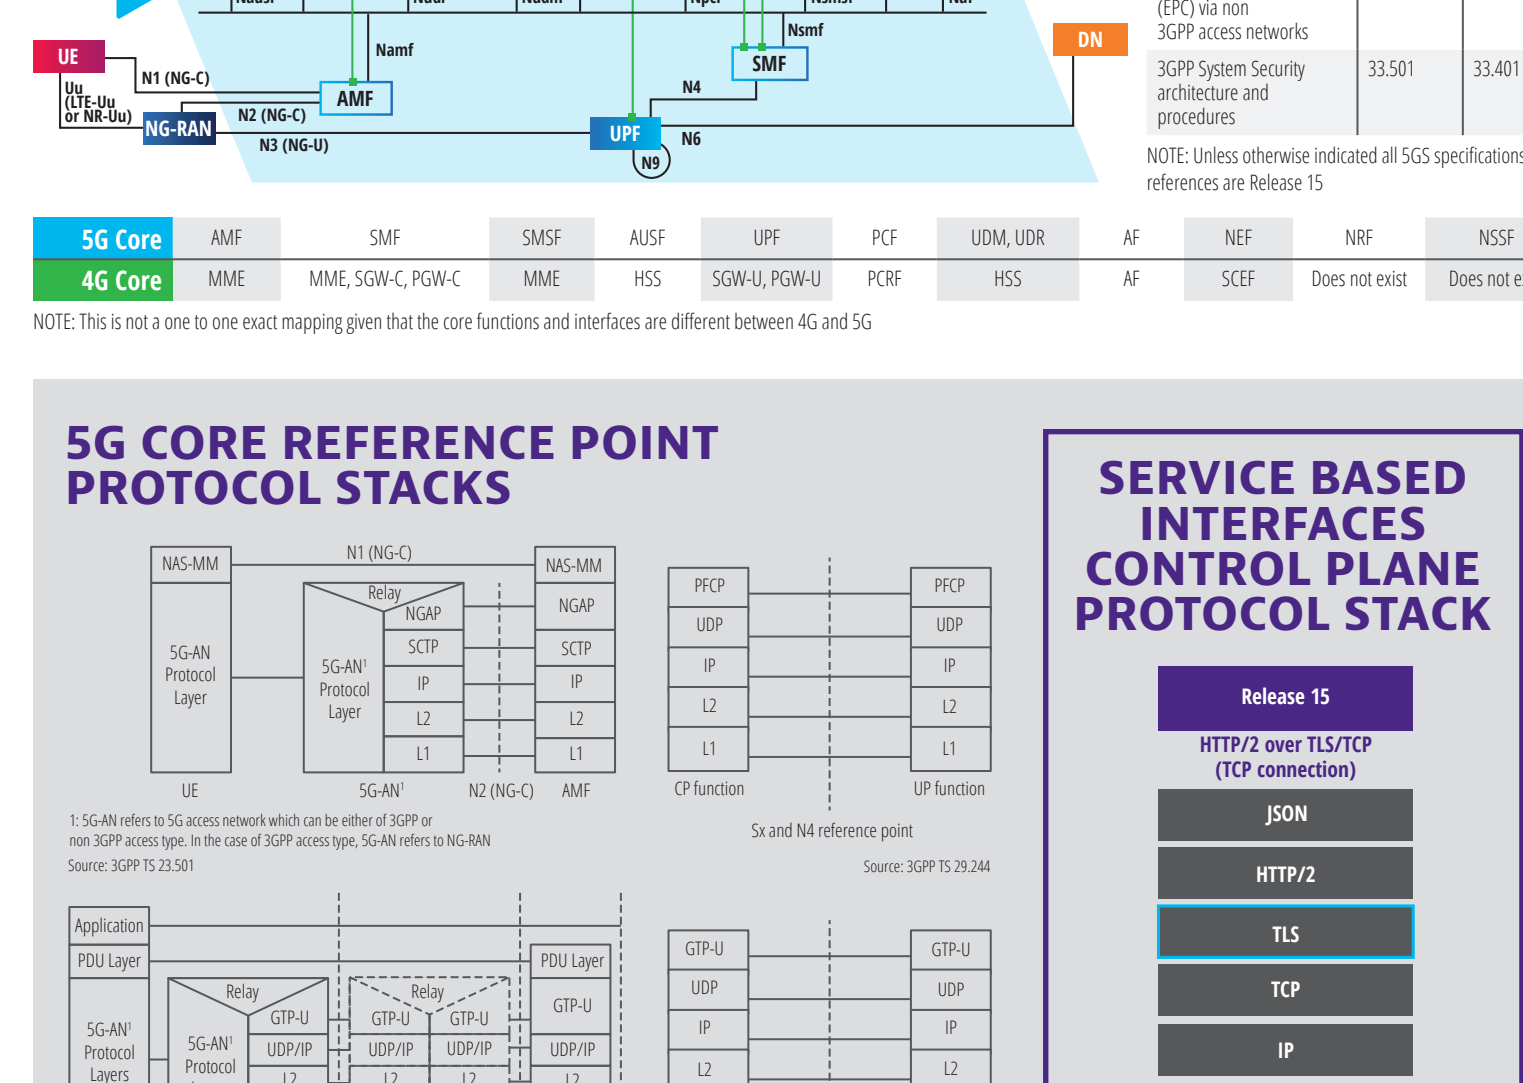 (EPC) via non
3GPP access networks
3GPP System Security
architecture and
procedures
33.501
33.401
NOTE: Unless otherwise indicated all 5GS specifications
references are Release 15
Namf
Nsmf
UE
DN
SMF
N1 (NG-C)
Uu
(LTE-Uu
or NR-Uu)
AMF
N4
N2 (NG-C)
NG-RAN
UPF
N6
N3 (NG-U)
N9
5G Core AMF SMF SMSF AUSF UPF PCF UDM, UDR AF NEF NRF NSSF
4G Core MME MME, SGW-C, PGW-C MME HSS SGW-U, PGW-U PCRF HSS AF SCEF Does not exist Does not
NOTE: This is not a one to one exact mapping given that the core functions and interfaces are different between 4G and 5G
5G CORE REFERENCE POINT
PROTOCOL STACKS
N1 (NG-C)
NAS-MM
NAS-MM
Relay
NGAP
NGAP
SCTP
SCTP
5G-AN
Protocol
Layer
5G-AN¹
Protocol
Layer
IP
IP
L2
L2
L1
L1
UE
5G-AN¹
N2 (NG-C)
AMF
1: 5G-AN refers to 5G access network which can be either of 3GPP or
non 3GPP access type. In the case of 3GPP access type, 5G-AN refers to NG-RAN
Source: 3GPP TS 23.501
PFCP
PFCP
UDP
UDP
IP
IP
L2
L2
L1
L1
CP function
UP function
Sx and N4 reference point
Source: 3GPP TS 29.244
Application
PDU Layer
PDU Layer
Relay
Relay
GTP-U
GTP-U
GTP-U
GTP-U
5G-AN¹
Protocol
Layers
5G-AN¹
Protocol
UDP/IP
UDP/IP
UDP/IP
UDP/IP
L2
L2
L2
L2
GTP-U
GTP-U
UDP
UDP
IP
IP
L2
L2
SERVICE BASED
INTERFACES
CONTROL PLANE
PROTOCOL STACK
Release 15
HTTP/2 over TLS/TCP
(TCP connection)
JSON
HTTP/2
TLS
TCP
IP